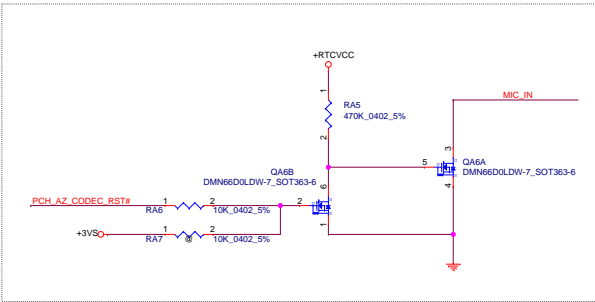 +RTCVCC
MIC_IN
1
RA5
470K_0402_5%
2
3
5
QA6A
DMN66D0LDW-7_SOT363-6
QA6B
DMN66D0LDW-7_SOT363-6
6
4
PCH_AZ_CODEC_RST#
1
2
2
RA6
10K_0402_5%
1
+3VS
1
2
RA7
@
10K_0402_5%